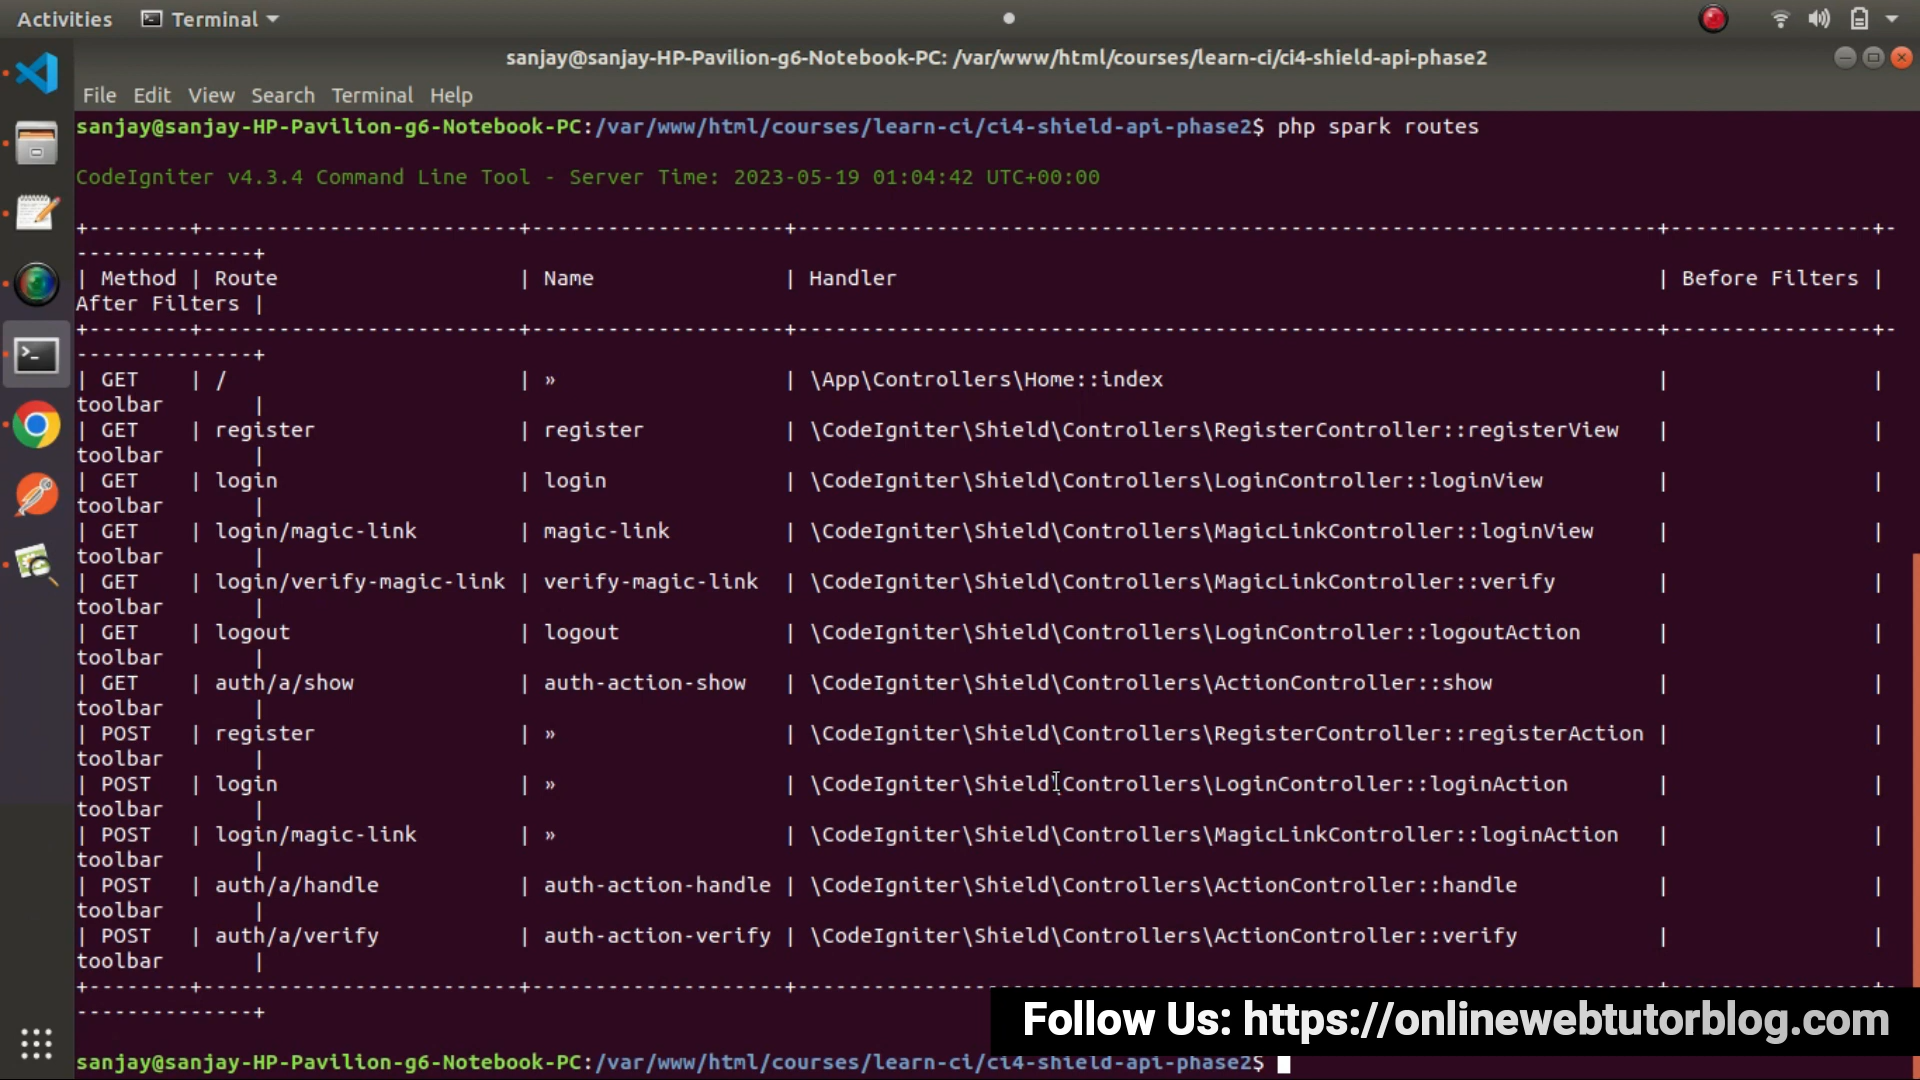 Activities Terminal
sanjay@sanjay-HP-Pavilion-g6-Notebook-PC: /var/www/html/courses/learn-ci/ci4-shield-api-phase2
File Edit View Search Terminal Help
sanjay@sanjay-HP-Pavilion-g6-Notebook-PC:/var/www/html/courses/learn-ci/ci4-shield-api-phase2$ php spark routes
CodeIgniter v4.3.4 Command Line Tool - Server Time: 2023-05-19 01:04:42 UTC+00:00
+--------+-------------------------+--------------------+--------------------------------------------------------------------+----------------+-
--------------+
| Method | Route | Name | Handler | Before Filters |
After Filters |
+--------+-------------------------+--------------------+--------------------------------------------------------------------+----------------+-
--------------+
| GET | / | » | \App\Controllers\Home::index | |
toolbar |
| GET | register | register | \CodeIgniter\Shield\Controllers\RegisterController::registerView | |
toolbar |
| GET | login | login | \CodeIgniter\Shield\Controllers\LoginController::loginView | |
toolbar |
| GET | login/magic-link | magic-link | \CodeIgniter\Shield\Controllers\MagicLinkController::loginView | |
toolbar |
| GET | login/verify-magic-link | verify-magic-link | \CodeIgniter\Shield\Controllers\MagicLinkController::verify | |
toolbar |
| GET | logout | logout | \CodeIgniter\Shield\Controllers\LoginController::logoutAction | |
toolbar |
| GET | auth/a/show | auth-action-show | \CodeIgniter\Shield\Controllers\ActionController::show | |
toolbar |
| POST | register | » | \CodeIgniter\Shield\Controllers\RegisterController::registerAction | |
toolbar |
| POST | login | » | \CodeIgniter\Shield\Controllers\LoginController::loginAction | |
toolbar |
| POST | login/magic-link | » | \CodeIgniter\Shield\Controllers\MagicLinkController::loginAction | |
toolbar |
| POST | auth/a/handle | auth-action-handle | \CodeIgniter\Shield\Controllers\ActionController::handle | |
toolbar |
| POST | auth/a/verify | auth-action-verify | \CodeIgniter\Shield\Controllers\ActionController::verify | |
toolbar |
+--------+-------------------------+--------------------+--------------------------------------------------------------------+----------------+-
--------------+
Follow Us: https://onlinewebtutorblog.com
sanjay@sanjay-HP-Pavilion-g6-Notebook-PC:/var/www/html/courses/learn-ci/ci4-shield-api-phase2$